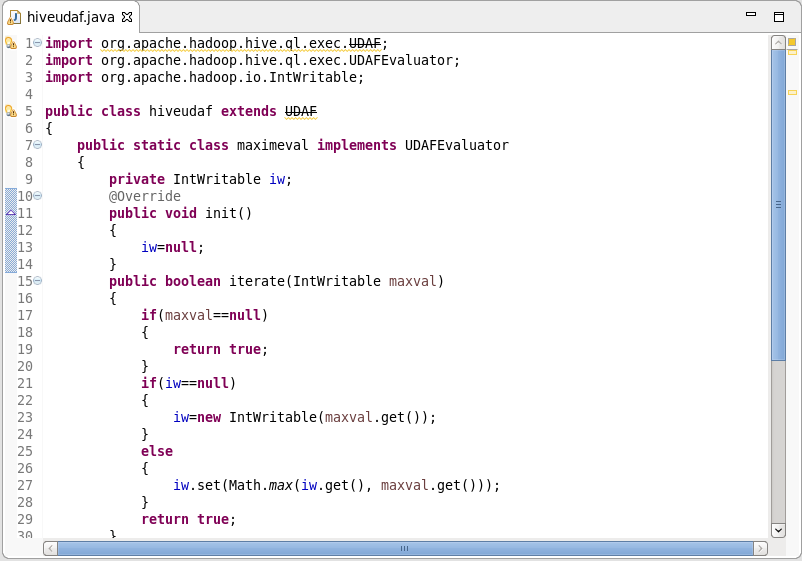 hiveudaf.java
1 import org.apache.hadoop.hive.ql.exec.UDAF;
2 import org.apache.hadoop.hive.ql.exec.UDAFEvaluator;
3 import org.apache.hadoop.io.IntWritable;
4
5 public class hiveudaf extends UDAF
6 {
7     public static class maximeval implements UDAFEvaluator
8     {
9         private IntWritable iw;
10         @Override
11         public void init()
12         {
13             iw=null;
14         }
15         public boolean iterate(IntWritable maxval)
16         {
17             if(maxval==null)
18             {
19                 return true;
20             }
21             if(iw==null)
22             {
23                 iw=new IntWritable(maxval.get());
24             }
25             else
26             {
27                 iw.set(Math.max(iw.get(), maxval.get()));
28             }
29             return true;
30         }